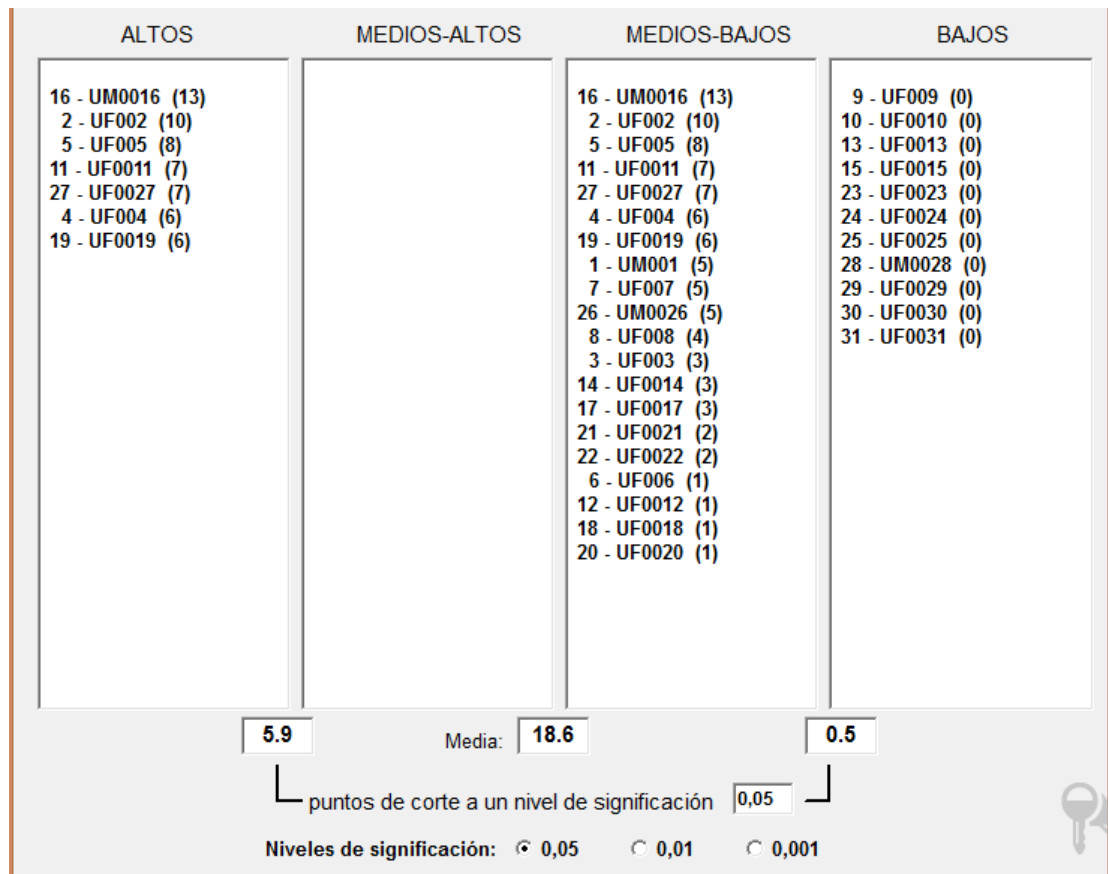 ALTOS MEDIOS-ALTOS MEDIOS-BAJOS BAJOS
16 - UM0016 (13)
2 - UF002 (10)
5 - UF005 (8)
11 - UF0011 (7)
27 - UF0027 (7)
4 - UF004 (6)
19 - UF0019 (6)
16 - UM0016 (13)
2 - UF002 (10)
5 - UF005 (8)
11 - UF0011 (7)
27 - UF0027 (7)
4 - UF004 (6)
19 - UF0019 (6)
1 - UM001 (5)
7 - UF007 (5)
26 - UM0026 (5)
8 - UF008 (4)
3 - UF003 (3)
14 - UF0014 (3)
17 - UF0017 (3)
21 - UF0021 (2)
22 - UF0022 (2)
6 - UF006 (1)
12 - UF0012 (1)
18 - UF0018 (1)
20 - UF0020 (1)
9 - UF009 (0)
10 - UF0010 (0)
13 - UF0013 (0)
15 - UF0015 (0)
23 - UF0023 (0)
24 - UF0024 (0)
25 - UF0025 (0)
28 - UM0028 (0)
29 - UF0029 (0)
30 - UF0030 (0)
31 - UF0031 (0)
5.9 Media: 18.6 0.5
puntos de corte a un nivel de significación 0,05
Niveles de significación: 0,05 0,01 0,001